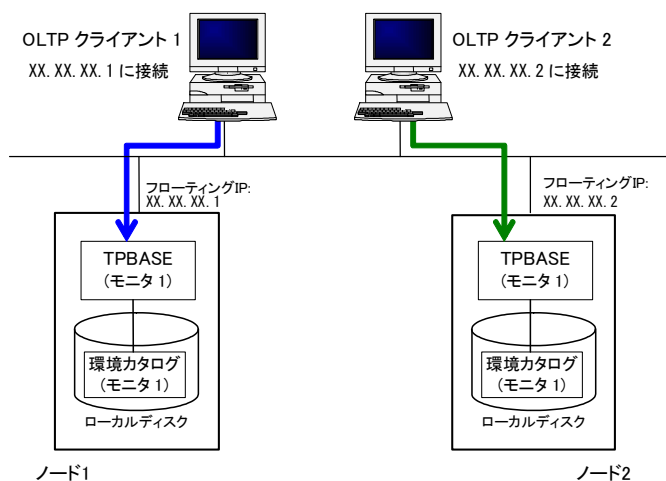 OLTP クライアント 1
XX. XX. XX. 1 に接続
OLTP クライアント 2
XX. XX. XX. 2 に接続
フローティングIP:
XX. XX. XX. 1
フローティングIP:
XX. XX. XX. 2
TPBASE
(モニタ 1)
環境カタログ
(モニタ 1)
ローカルディスク
TPBASE
(モニタ 1)
環境カタログ
(モニタ 1)
ローカルディスク
ノード1
ノード2